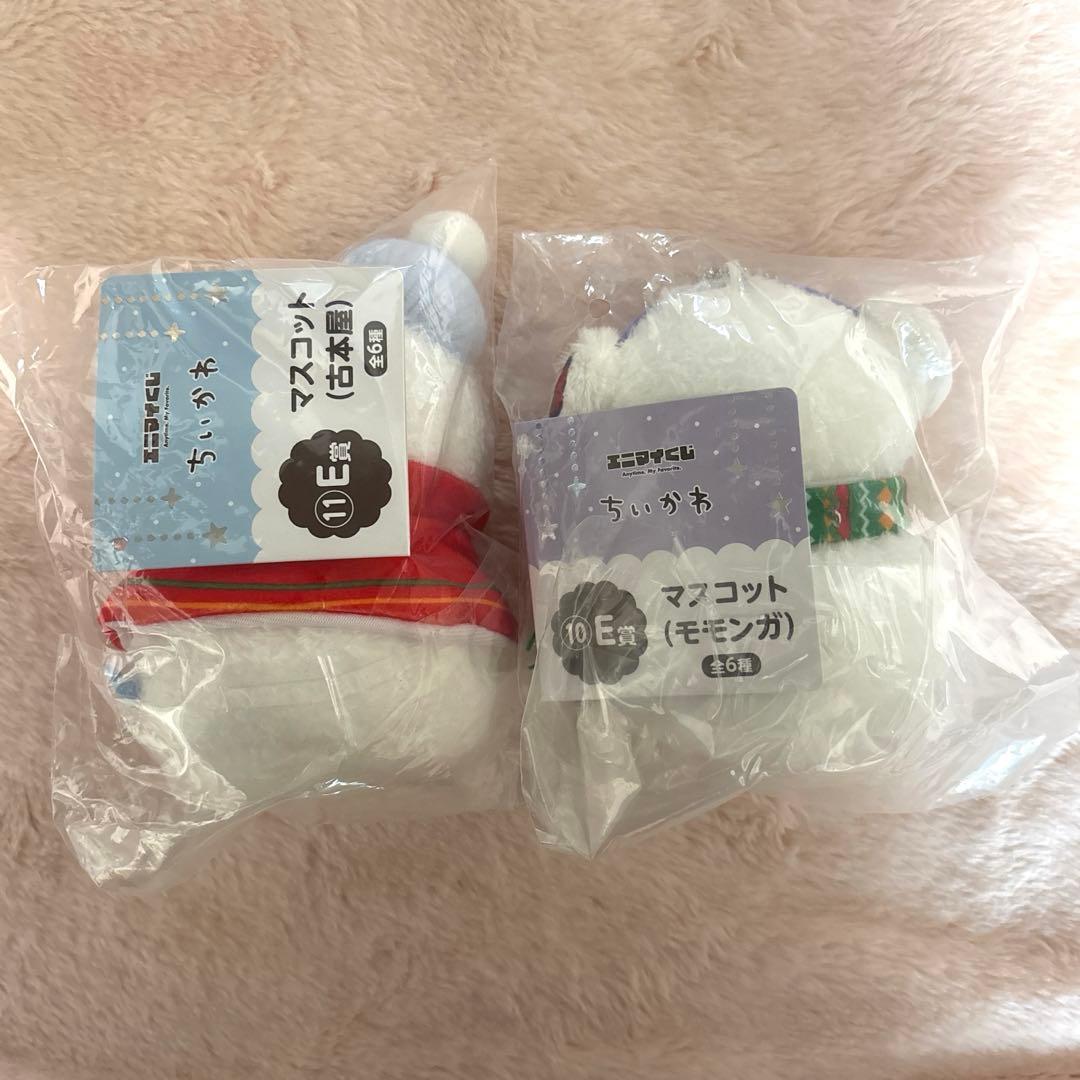 エニマイくじ
Anytime, My Favorite.
ちいかわ
⑪E賞
マスコット
(古本屋)
全6種
エニマイくじ
Anytime, My Favorite.
ちいかわ
⑩E賞
マスコット
(モモンガ)
全6種